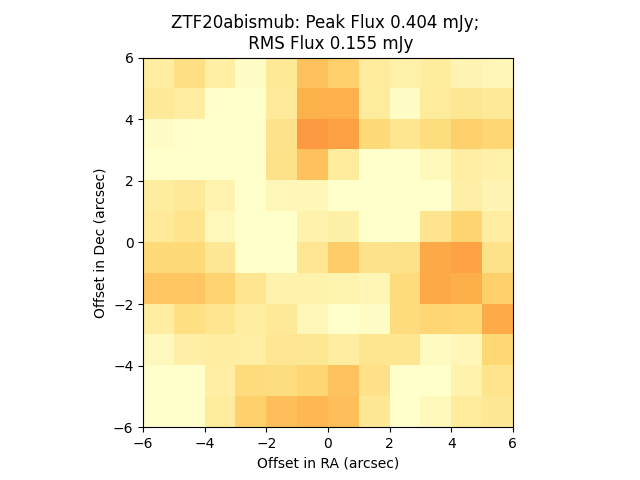 ZTF20abismub: Peak Flux 0.404 mJy;
RMS Flux 0.155 mJy
6
4
2
0
−2
−4
−6
Offset in Dec (arcsec)
−6 −4 −2 0 2 4 6
Offset in RA (arcsec)